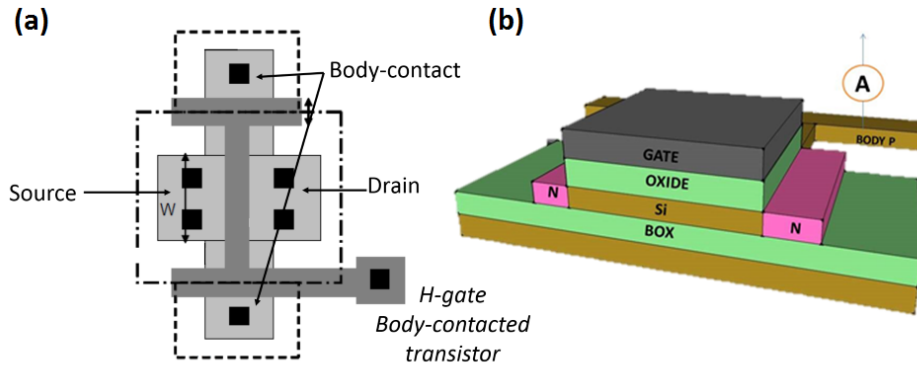 (a)
Body-contact
Source
W
Drain
H-gate
Body-contacted
transistor
(b)
A
BODY P
GATE
OXIDE
N
Si
N
BOX